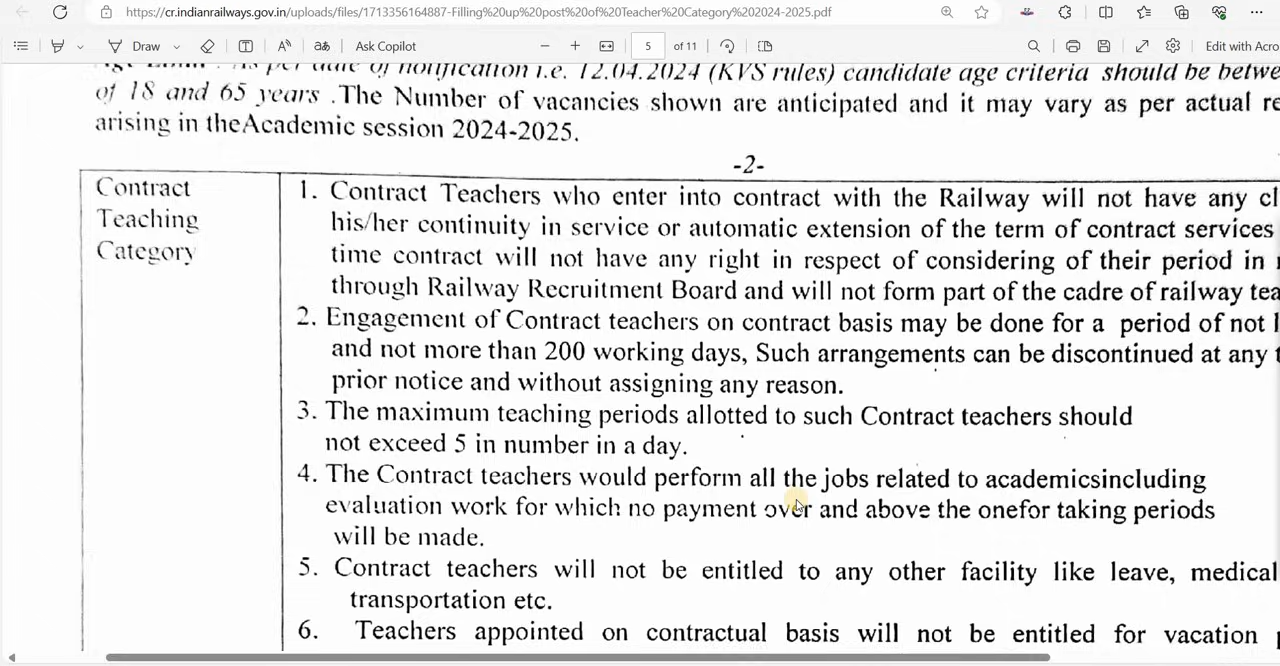 https://cr.indianrailways.gov.in/uploads/files/1713356164887-Filling%20up%20post%20of%20Teacher%20Category%202024-2025.pdf
Draw Ask Copilot 5 of 11 Edit with Acro
Age Limit : As per date of notification i.e. 12.04.2024 (KVS rules) candidate age criteria should be betwe
of 18 and 65 years .The Number of vacancies shown are anticipated and it may vary as per actual re
arising in theAcademic session 2024-2025.
-2-
Contract
Teaching
Category
1. Contract Teachers who enter into contract with the Railway will not have any cl
his/her continuity in service or automatic extension of the term of contract services
time contract will not have any right in respect of considering of their period in
through Railway Recruitment Board and will not form part of the cadre of railway tea
2. Engagement of Contract teachers on contract basis may be done for a period of not l
and not more than 200 working days, Such arrangements can be discontinued at any t
prior notice and without assigning any reason.
3. The maximum teaching periods allotted to such Contract teachers should
not exceed 5 in number in a day.
4. The Contract teachers would perform all the jobs related to academicsincluding
evaluation work for which no payment over and above the onefor taking periods
will be made.
5. Contract teachers will not be entitled to any other facility like leave, medical
transportation etc.
6. Teachers appointed on contractual basis will not be entitled for vacation